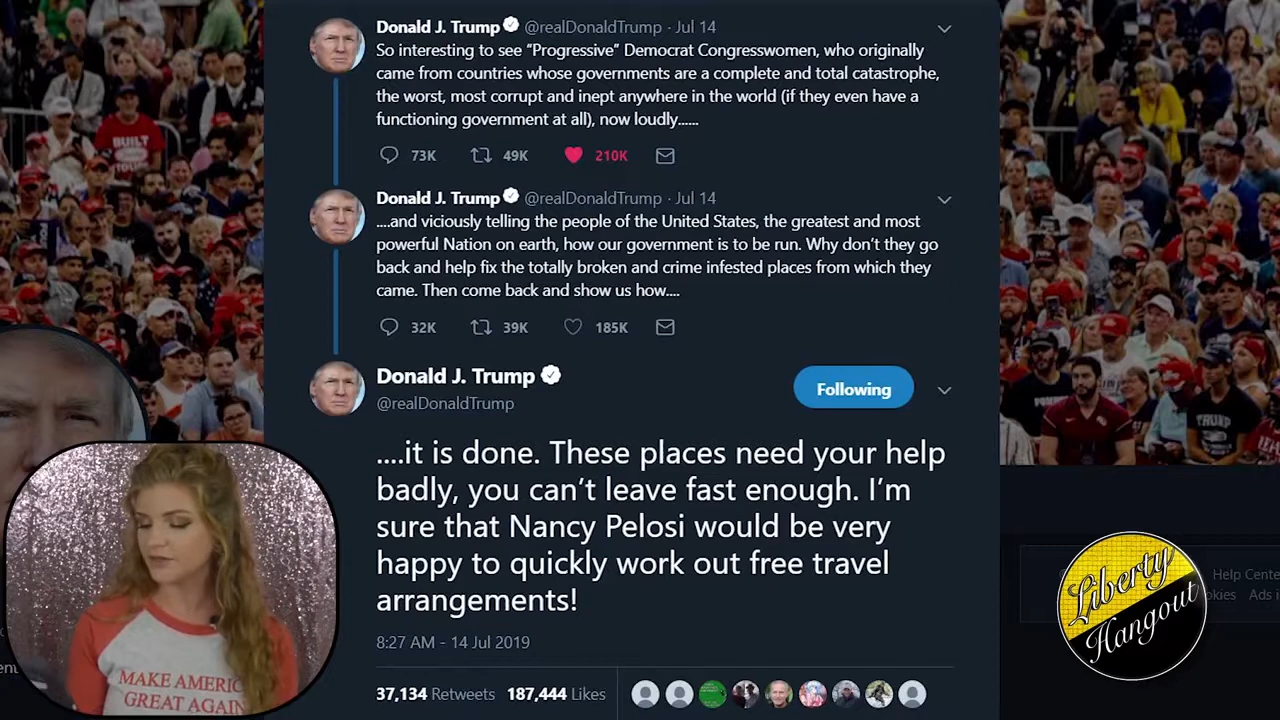 Donald J. Trump @realDonaldTrump · Jul 14
So interesting to see “Progressive” Democrat Congresswomen, who originally
came from countries whose governments are a complete and total catastrophe,
the worst, most corrupt and inept anywhere in the world (if they even have a
functioning government at all), now loudly......
73K 49K 210K
Donald J. Trump @realDonaldTrump · Jul 14
....and viciously telling the people of the United States, the greatest and most
powerful Nation on earth, how our government is to be run. Why don’t they go
back and help fix the totally broken and crime infested places from which they
came. Then come back and show us how....
32K 39K 185K
Donald J. Trump
Following
@realDonaldTrump
....it is done. These places need your help
badly, you can’t leave fast enough. I’m
sure that Nancy Pelosi would be very
happy to quickly work out free travel
arrangements!
8:27 AM - 14 Jul 2019
37,134 Retweets 187,444 Likes
MAKE AMERIC
GREAT AGAIN
Liberty
Hangout
Help Cente
kies Ads i
BUILT
TRUMP